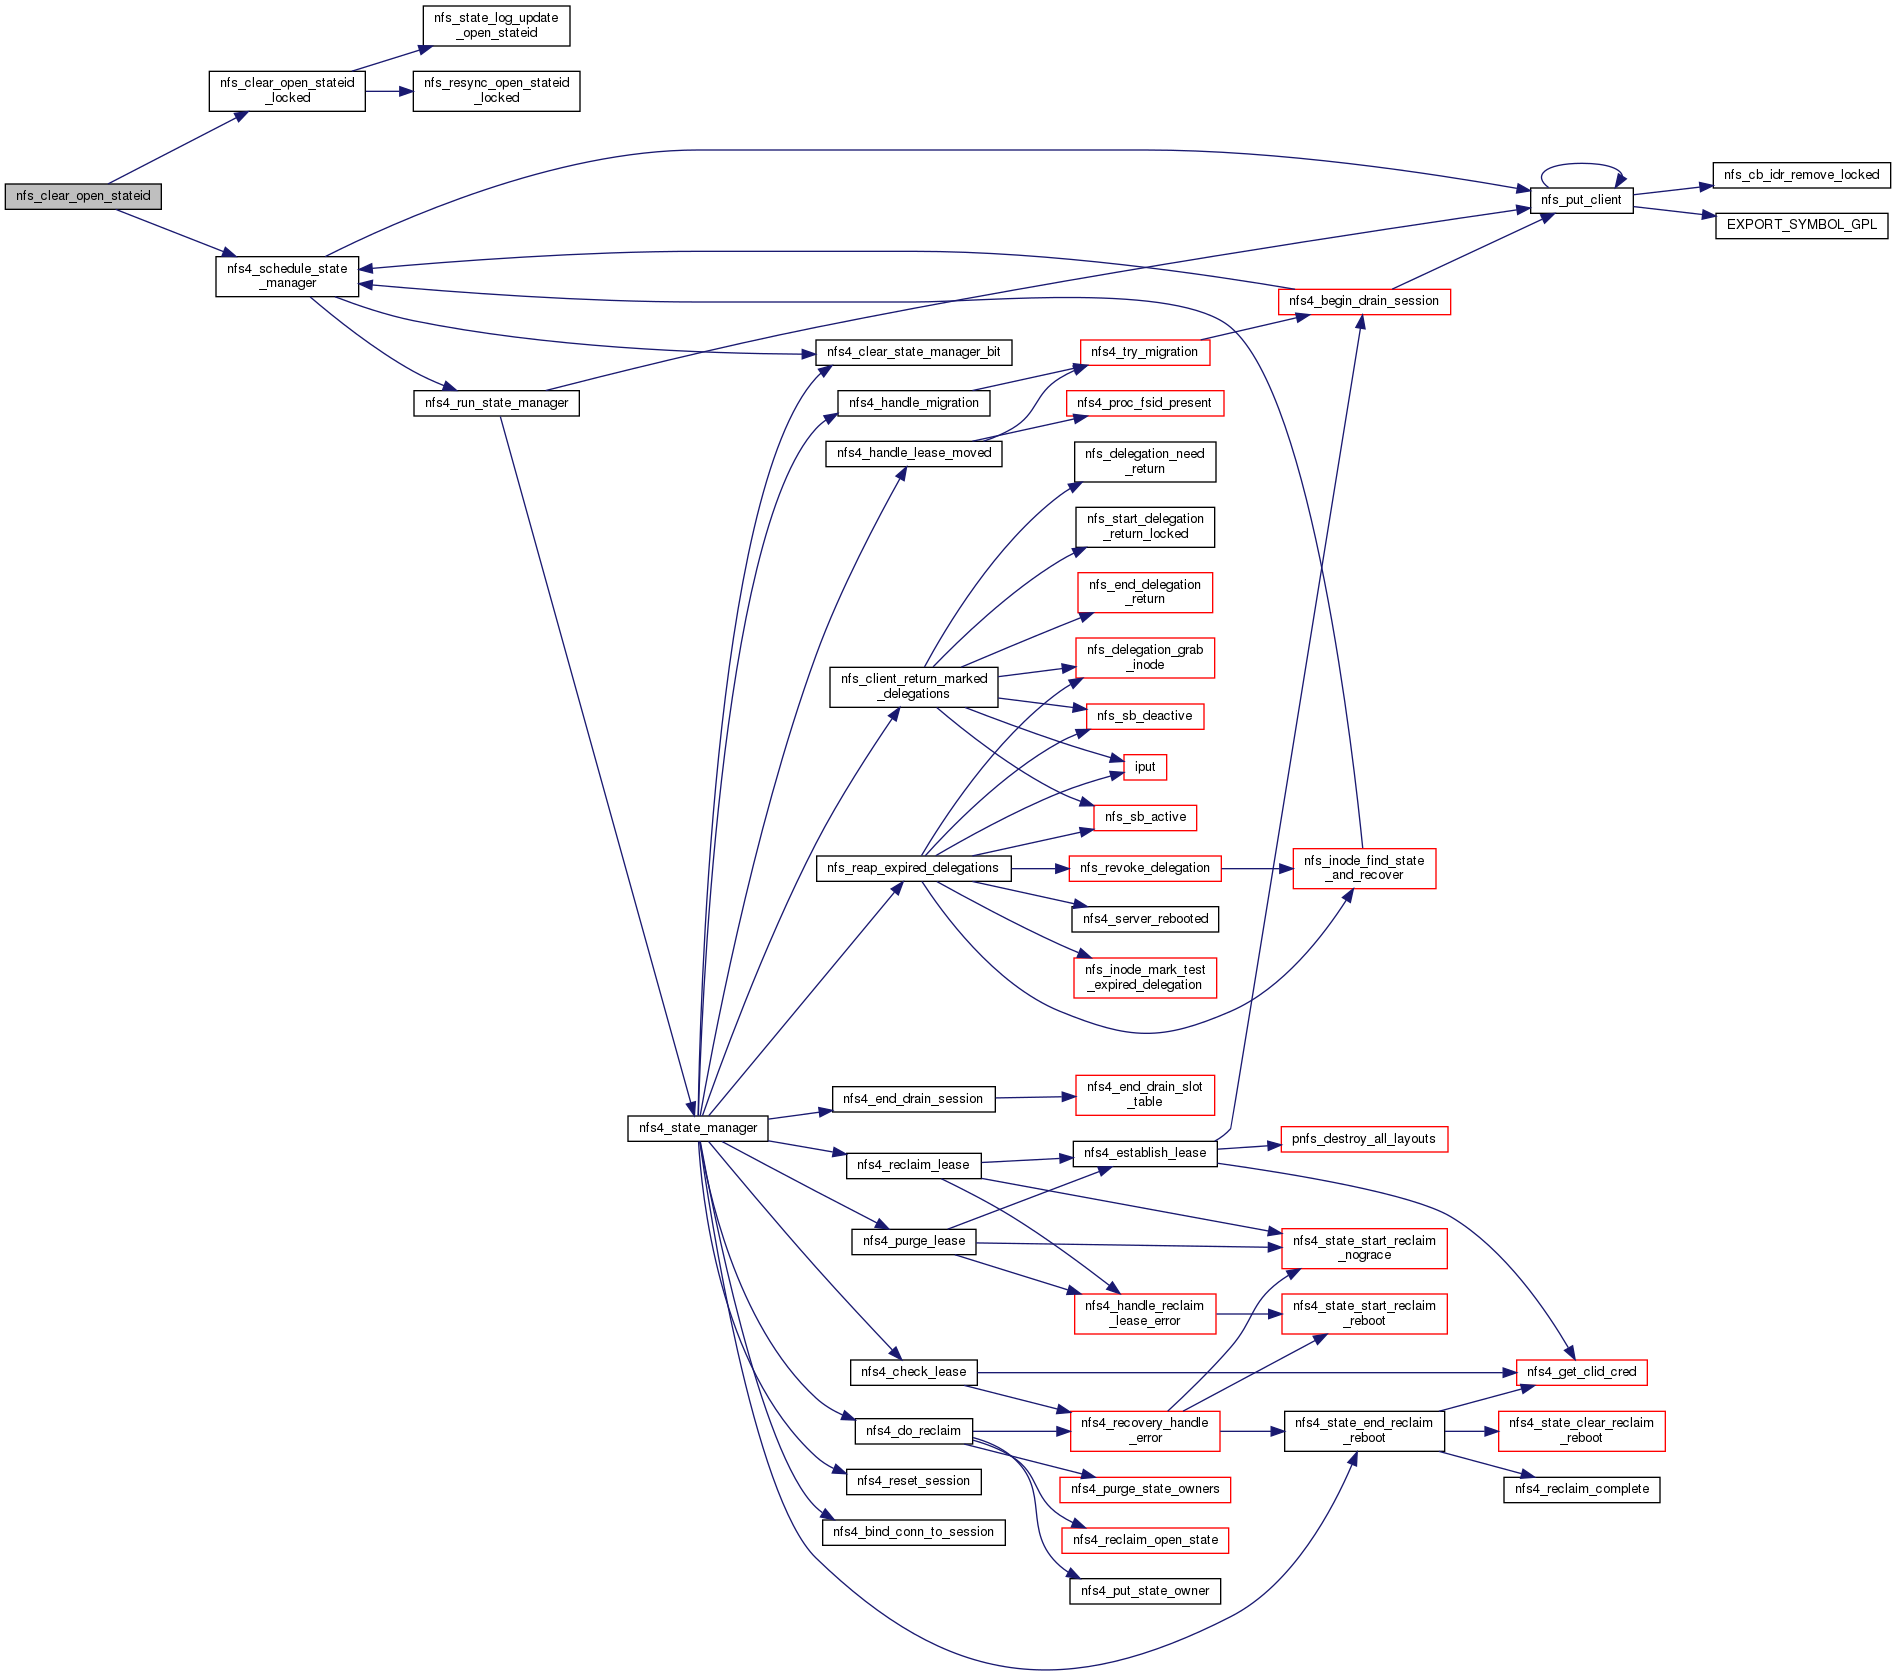 nfs_state_log_update
_open_stateid
nfs_clear_open_stateid
_locked
nfs_resync_open_stateid
_locked
nfs_clear_open_stateid
nfs4_schedule_state
_manager
nfs_put_client
nfs_cb_idr_remove_locked
EXPORT_SYMBOL_GPL
nfs4_begin_drain_session
nfs4_clear_state_manager_bit
nfs4_try_migration
nfs4_run_state_manager
nfs4_handle_migration
nfs4_proc_fsid_present
nfs4_handle_lease_moved
nfs_delegation_need
_return
nfs_start_delegation
_return_locked
nfs_end_delegation
_return
nfs_delegation_grab
_inode
nfs_client_return_marked
_delegations
nfs_sb_deactive
iput
nfs_sb_active
nfs_reap_expired_delegations
nfs_revoke_delegation
nfs_inode_find_state
_and_recover
nfs4_server_rebooted
nfs_inode_mark_test
_expired_delegation
nfs4_end_drain_session
nfs4_end_drain_slot
_table
nfs4_state_manager
nfs4_establish_lease
pnfs_destroy_all_layouts
nfs4_reclaim_lease
nfs4_purge_lease
nfs4_state_start_reclaim
_nograce
nfs4_handle_reclaim
_lease_error
nfs4_state_start_reclaim
_reboot
nfs4_check_lease
nfs4_get_clid_cred
nfs4_do_reclaim
nfs4_recovery_handle
_error
nfs4_state_end_reclaim
_reboot
nfs4_state_clear_reclaim
_reboot
nfs4_reset_session
nfs4_purge_state_owners
nfs4_reclaim_complete
nfs4_bind_conn_to_session
nfs4_reclaim_open_state
nfs4_put_state_owner